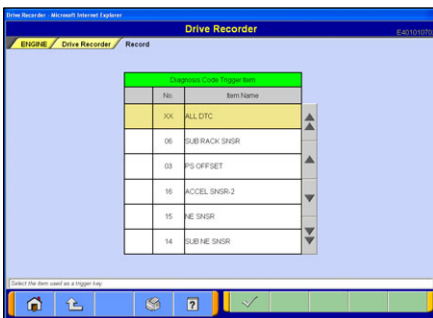 Drive Recorder - Microsoft Internet Explorer
Drive Recorder
E40101070
ENGINE Drive Recorder Record
Diagnosis Code Trigger Item
No. Item Name
XX ALL DTC
06 SUB RACK SNSR
03 PS OFFSET
16 ACCEL SNSR-2
15 NE SNSR
14 SUB NE SNSR
Select the item used as a trigger key.
?